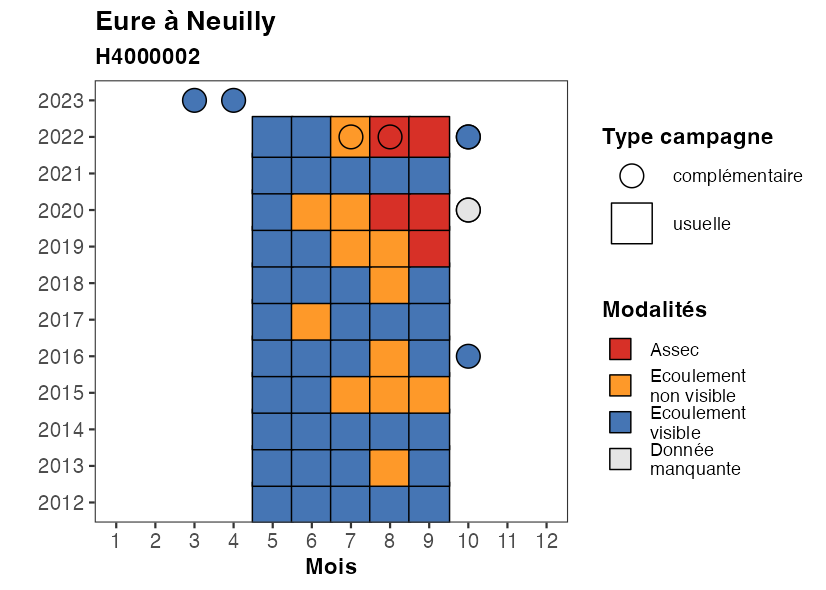 Eure à Neuilly
H4000002
2023
2022
2021
2020
2019
2018
2017
2016
2015
2014
2013
2012
1 2 3 4 5 6 7 8 9 10 11 12
Mois
Type campagne
complémentaire
usuelle
Modalités
Assec
Ecoulement
non visible
Ecoulement
visible
Donnée
manquante